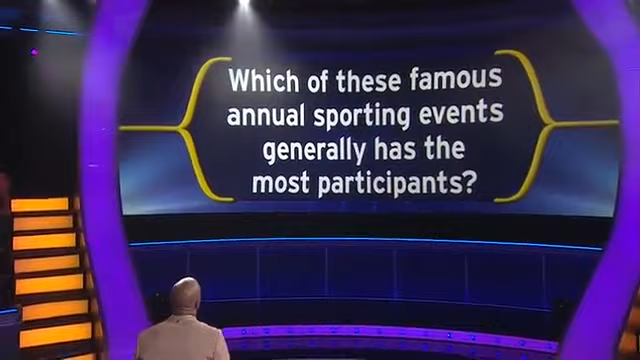 Which of these famous
annual sporting events
generally has the
most participants?